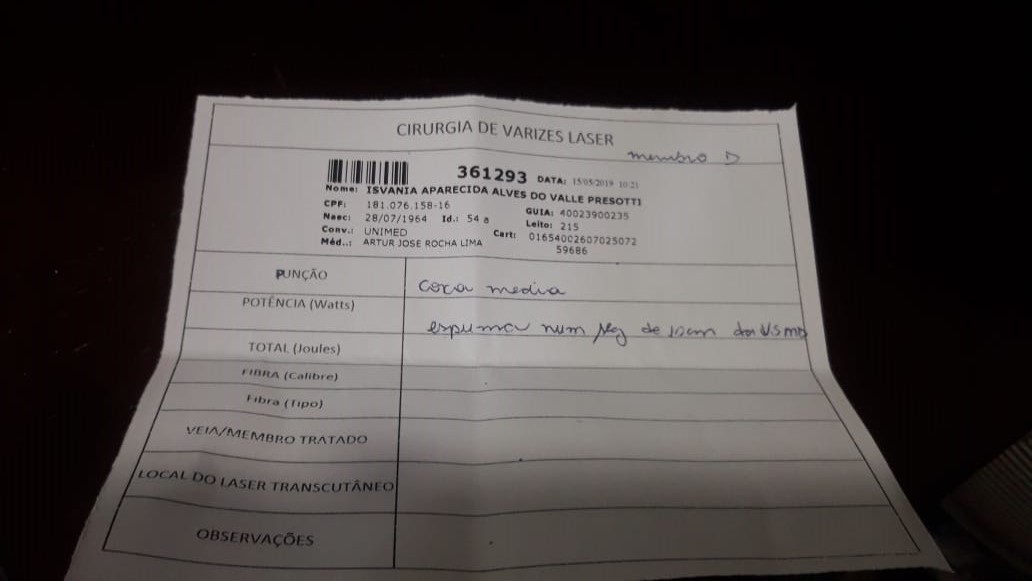 CIRURGIA DE VARIZES LASER
membro D
361293 DATA: 15/05/2019 10:21
Nome: ISVANIA APARECIDA ALVES DO VALLE PRESOTTI
CPF: 181.076.158-16 GUIA: 40023900235
Nasc: 28/07/1964 Id.: 54 a Leito: 215
Conv.: UNIMED Cart: 01654002607025072
Méd..: ARTUR JOSE ROCHA LIMA 59686
PUNÇÃO coxa media
POTÊNCIA (Watts)
espuma num seg de 10cm da VSMD
TOTAL (Joules)
FIBRA (Calibre)
Fibra (Tipo)
VEIA/MEMBRO TRATADO
LOCAL DO LASER TRANSCUTÂNEO
OBSERVAÇÕES